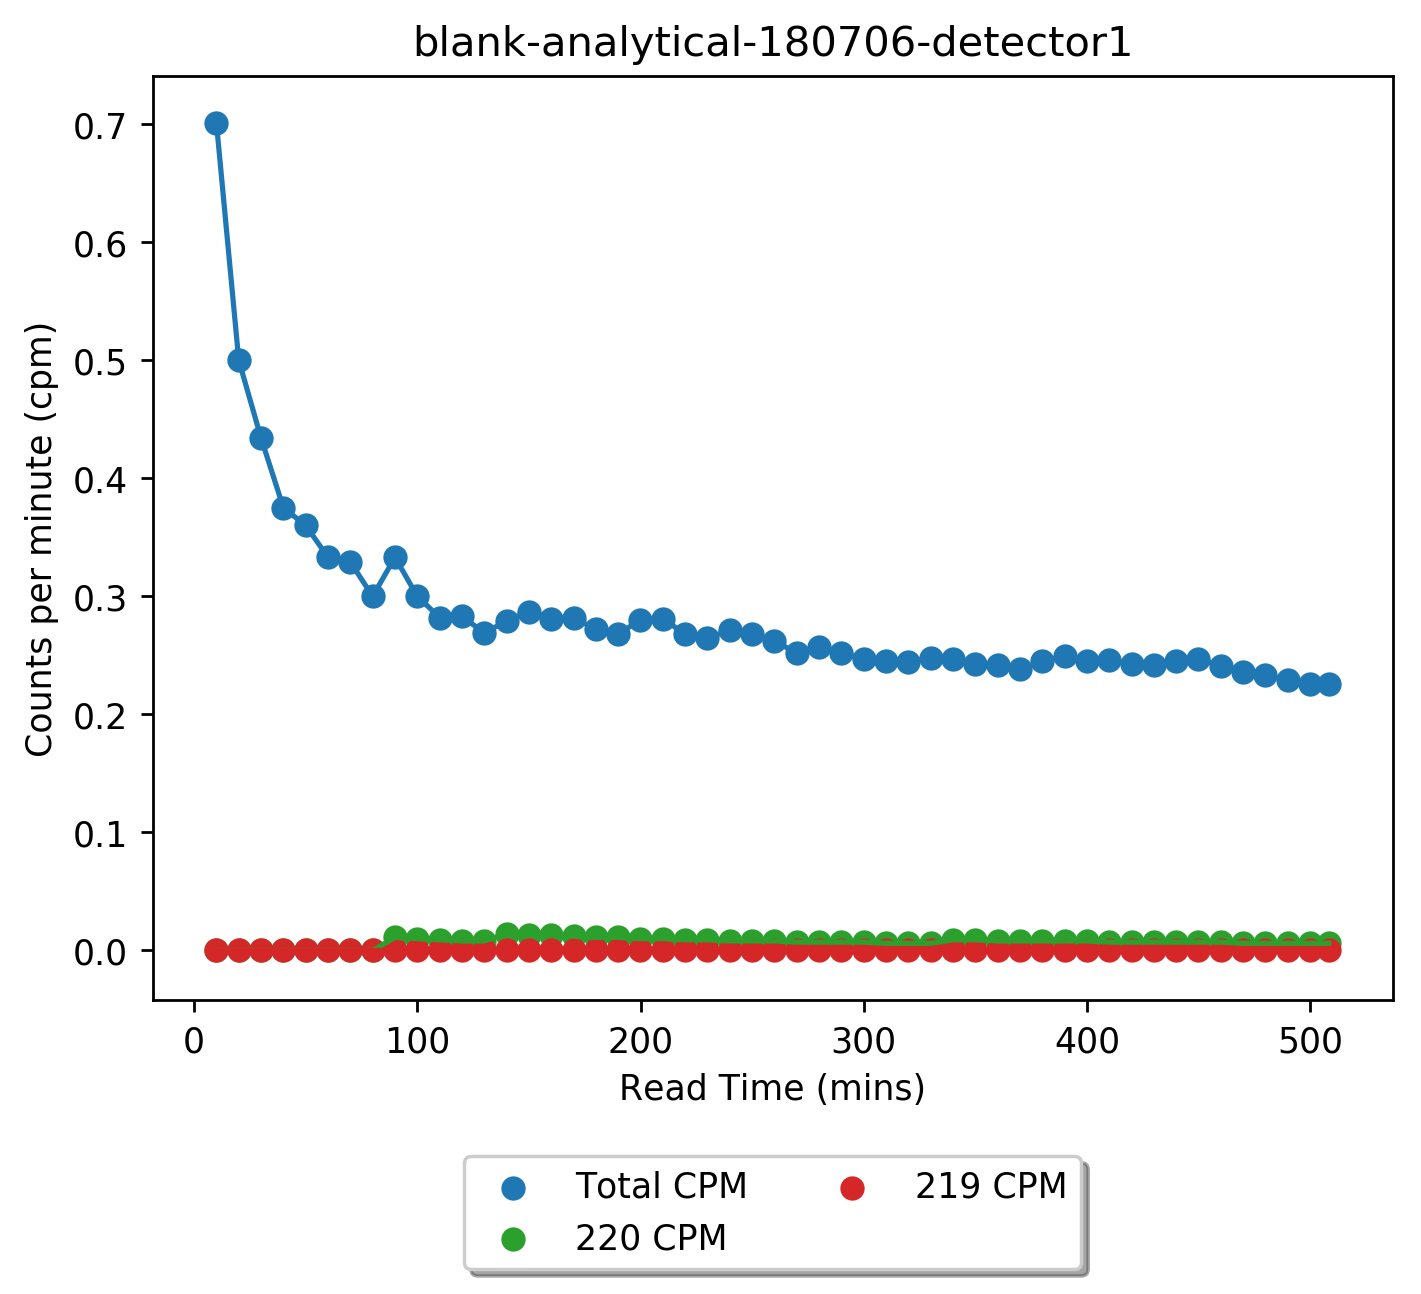 blank-analytical-180706-detector1
0.7
0.6
0.5
0.4
0.3
0.2
0.1
0.0
Counts per minute (cpm)
0 100 200 300 400 500
Read Time (mins)
Total CPM 219 CPM
220 CPM